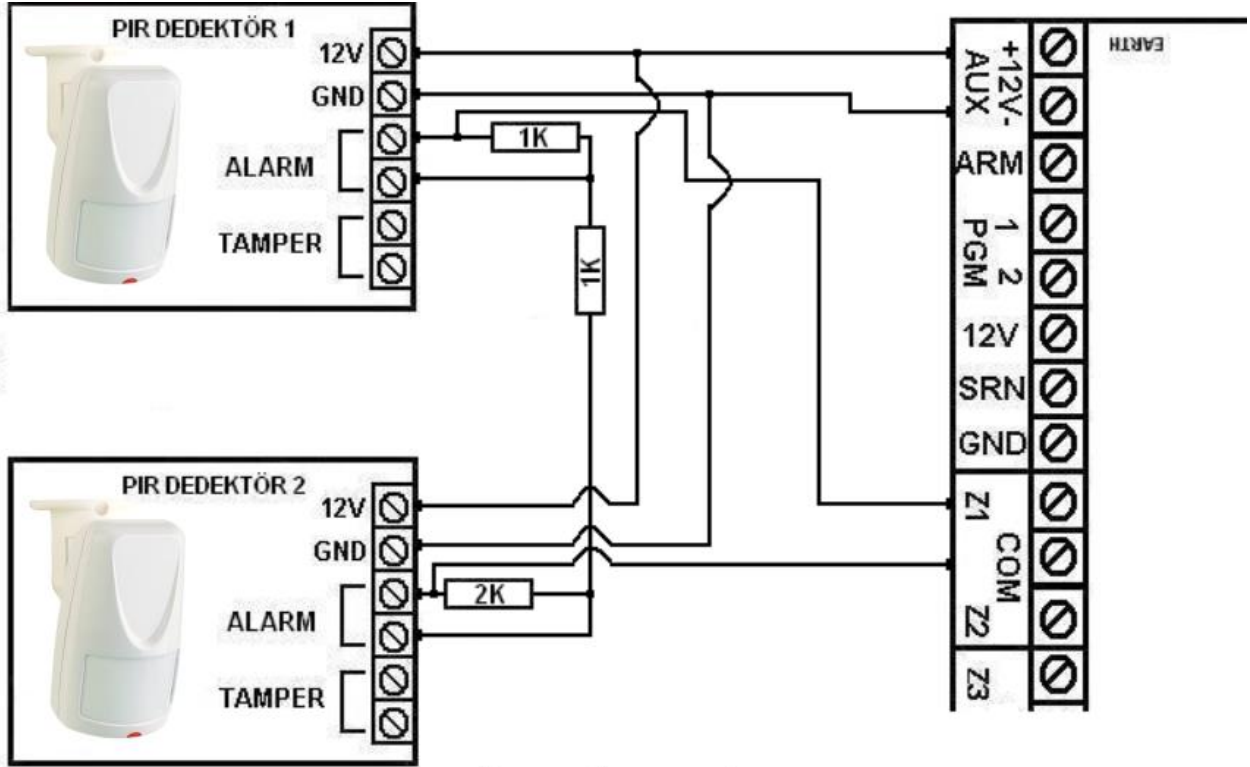 PIR DEDEKTÖR 1
12V
GND
ALARM
TAMPER
1K
1K
PIR DEDEKTÖR 2
12V
GND
ALARM
TAMPER
2K
+12V-
AUX
ARM
1
PGM
2
12V
SRN
GND
Z1
COM
Z2
Z3
EARTH